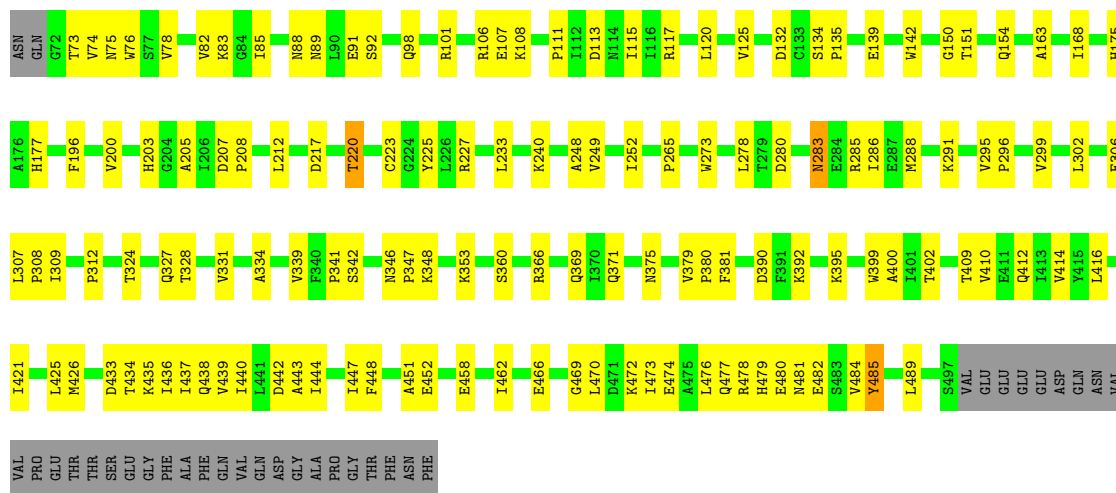 ASN GLN G72 T73 V74 N75 W76 S77 V78 V82 K83 G84 I85 N88 N89 L90 E91 S92 Q98 R101 R106 E107 K108 P111 I112 D113 N114 I115 I116 R117 L120 V125 D132 C133 S134 P135 E139 W142 G150 T151 Q154 A163 I168 H175
A176 H177 F196 V200 H203 G204 A205 I206 D207 P208 L212 D217 T220 C223 G224 Y225 L226 R227 L233 K240 A248 V249 I252 P265 W273 L278 T279 D280 N283 E284 R285 I286 E287 M288 K291 V295 P296 V299 L302
L307 P308 I309 P312 T324 Q327 T328 V331 A334 V339 F340 P341 S342 N346 P347 K348 K353 S360 R366 Q369 I370 Q371 N375 V379 P380 F381 D390 F391 K392 K395 W399 A400 I401 T402 T409 V410 E411 Q412 I413 V414 Y415 L416
I421 L425 M426 D433 T434 K435 I436 I437 Q438 V439 I440 L441 D442 A443 I444 I447 F448 A451 E452 E458 I462 E466 G469 L470 D471 K472 I473 E474 A475 L476 Q477 R478 H479 E480 N481 E482 S483 V484 Y485 L489 S497 VAL GLU GLU GLU GLU ASP GLN ASN VAL
VAL PRO GLU THR THR SER GLU GLY PHE ALA PHE GLN VAL GLN ASP GLY ALA PRO GLY THR PHE ASN PHE